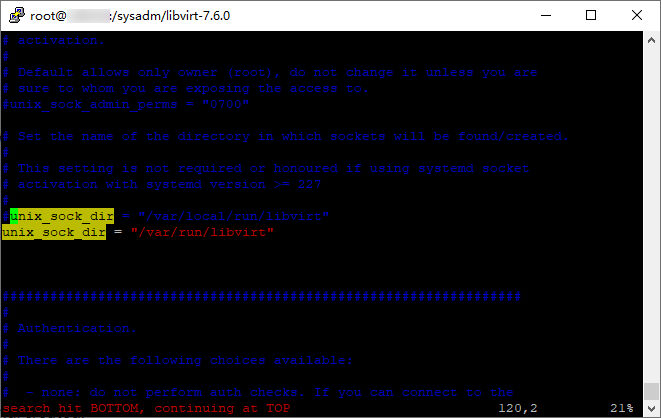 root@ :/sysadm/libvirt-7.6.0
# activation.
#
# Default allows only owner (root), do not change it unless you are
# sure to whom you are exposing the access to.
#unix_sock_admin_perms = "0700"
# Set the name of the directory in which sockets will be found/created.
#
# This setting is not required or honoured if using systemd socket
# activation with systemd version >= 227
#
#unix_sock_dir = "/var/local/run/libvirt"
unix_sock_dir = "/var/run/libvirt"
#################################################################
#
# Authentication.
#
# There are the following choices available:
#
#  - none: do not perform auth checks. If you can connect to the
search hit BOTTOM, continuing at TOP 120,2 21%